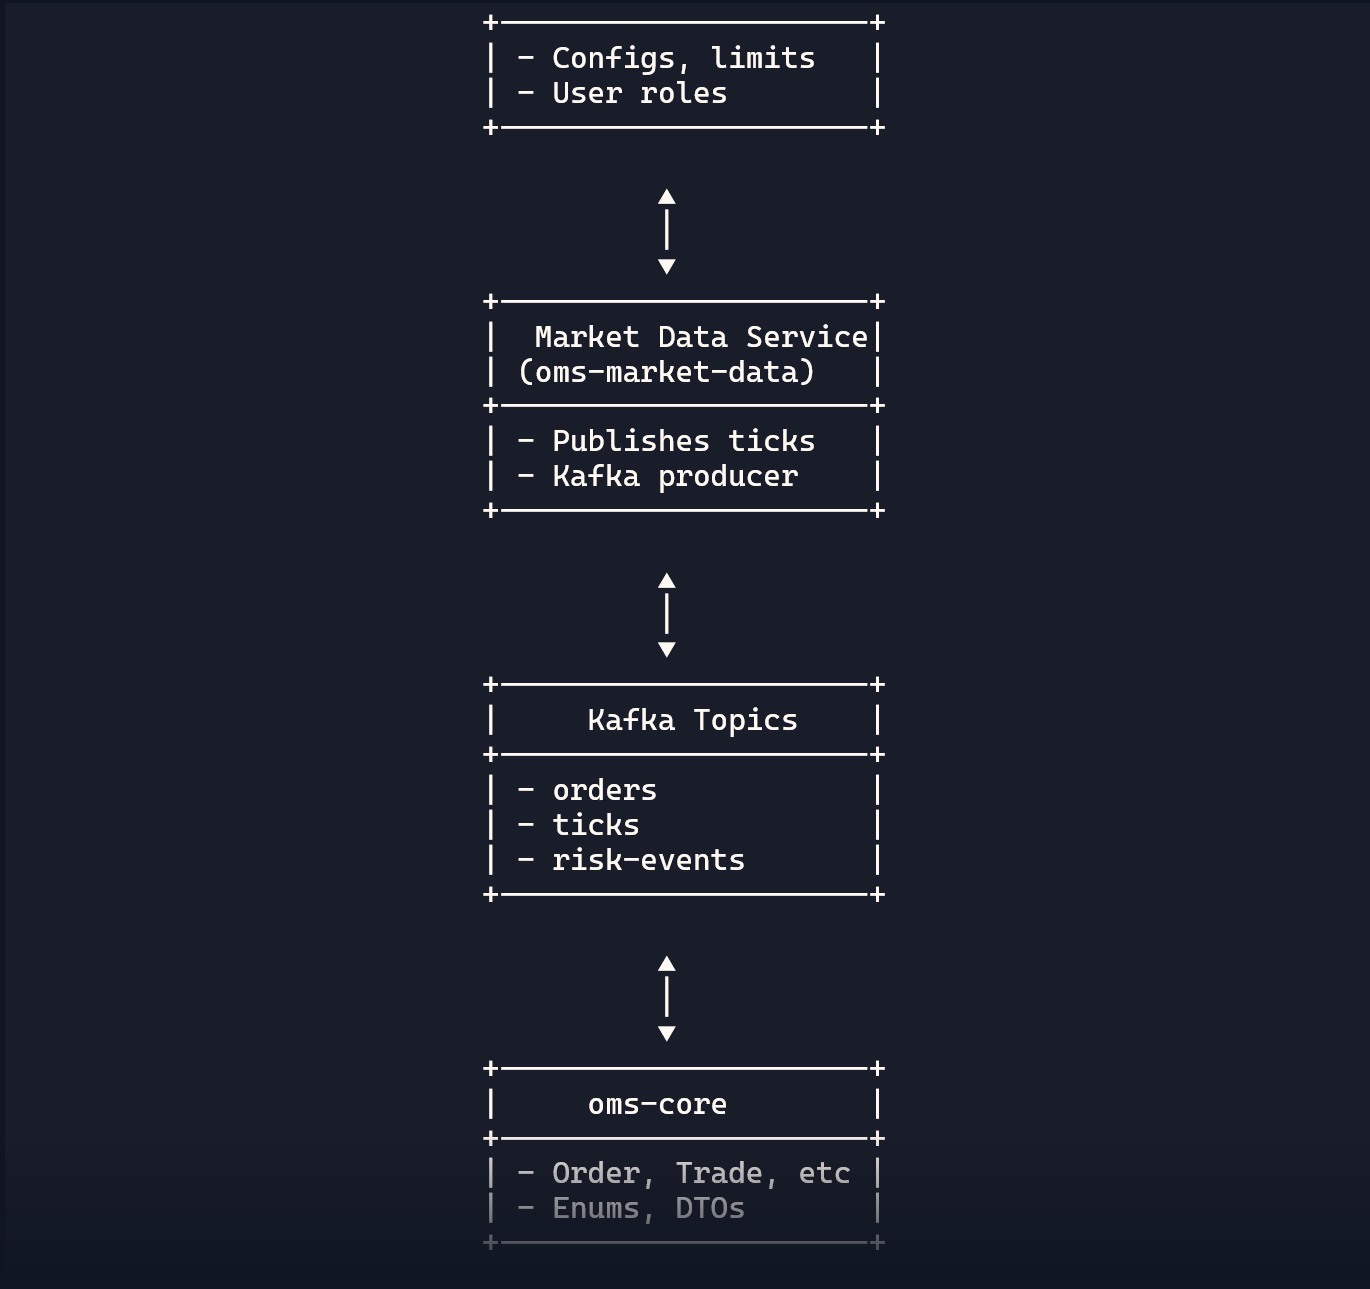 - Configs, limits
- User roles
Market Data Service
(oms-market-data)
- Publishes ticks
- Kafka producer
Kafka Topics
- orders
- ticks
- risk-events
oms-core
- Order, Trade, etc
- Enums, DTOs